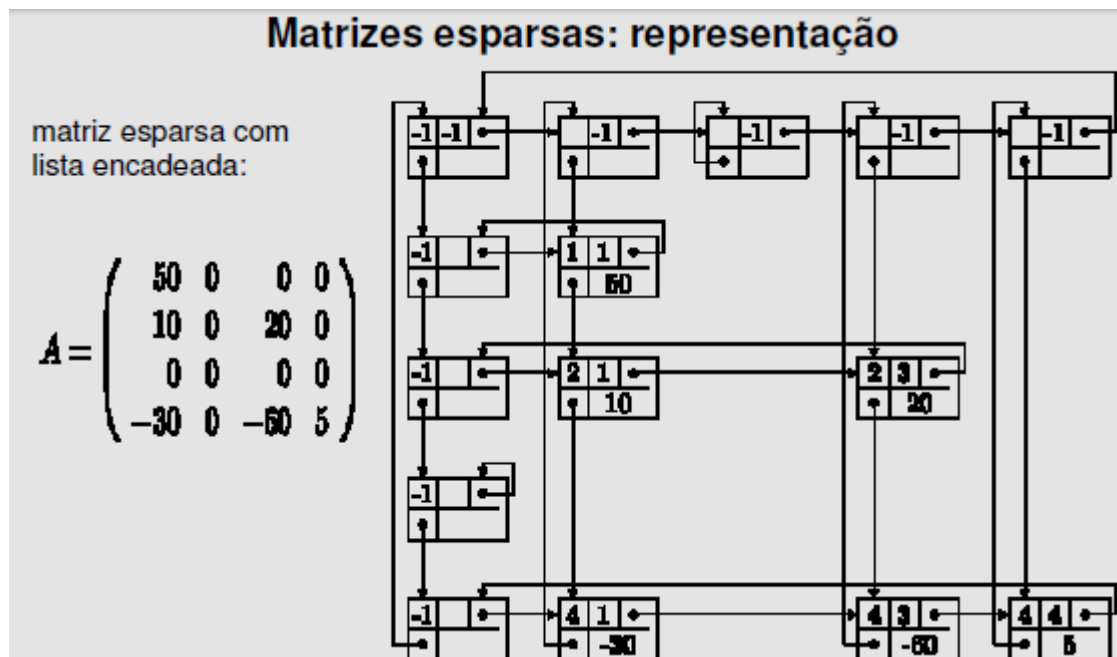 Matrizes esparsas: representação
matriz esparsa com
lista encadeada:
-1 -1 -1 -1 -1 -1
-1 1 1
50
50 0 0 0
10 0 20 0
A =
0 0 0 0
-30 0 -60 5
-1 2 1 2 3
10 20
-1
-1 4 1 4 3 4 4
-30 -60 5